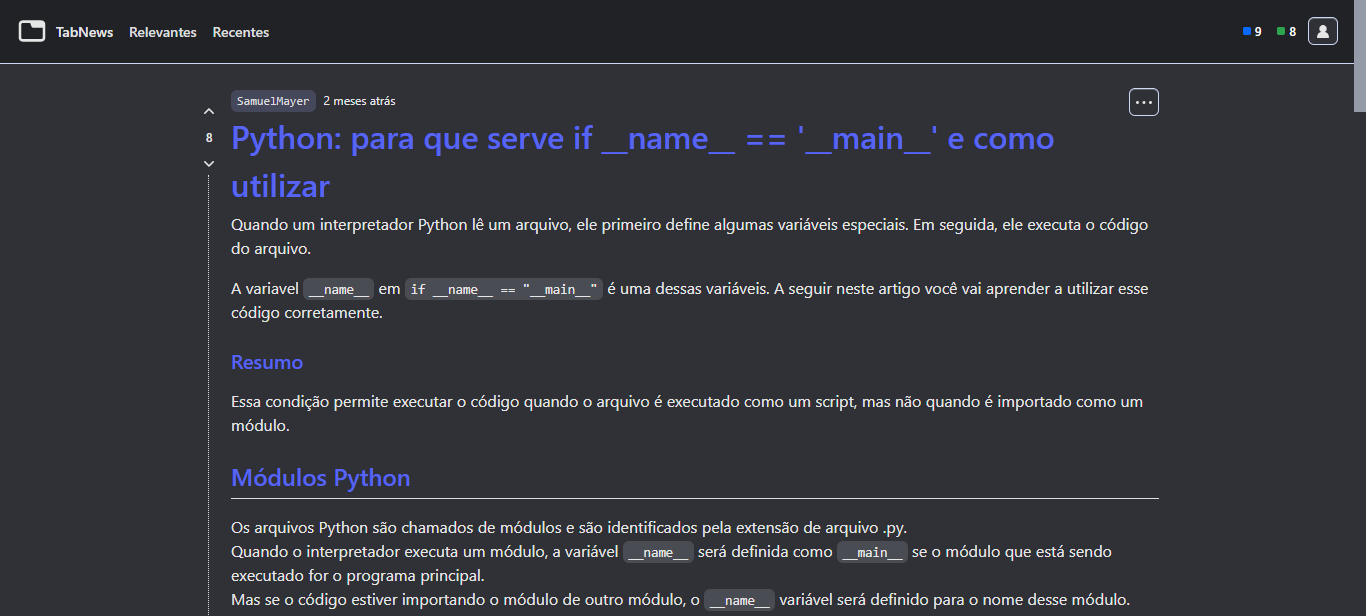 TabNews Relevantes Recentes 9 8
SamuelMayer 2 meses atrás
8
Python: para que serve if __name__ == '__main__' e como
utilizar
Quando um interpretador Python lê um arquivo, ele primeiro define algumas variáveis especiais. Em seguida, ele executa o código
do arquivo.
A variavel __name__ em if __name__ == "__main__" é uma dessas variáveis. A seguir neste artigo você vai aprender a utilizar esse
código corretamente.
Resumo
Essa condição permite executar o código quando o arquivo é executado como um script, mas não quando é importado como um
módulo.
Módulos Python
Os arquivos Python são chamados de módulos e são identificados pela extensão de arquivo .py.
Quando o interpretador executa um módulo, a variável __name__ será definida como __main__ se o módulo que está sendo
executado for o programa principal.
Mas se o código estiver importando o módulo de outro módulo, o __name__ variável será definido para o nome desse módulo.